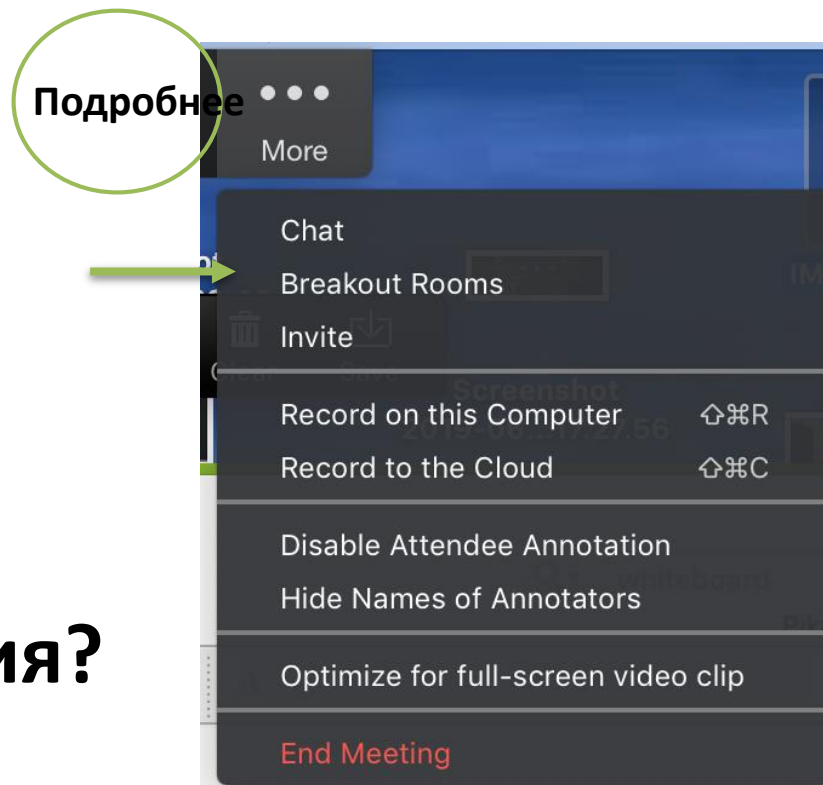 Подробнее
More
Chat
Breakout Rooms
Invite
Record on this Computer ⇧⌘R
Record to the Cloud ⇧⌘C
Disable Attendee Annotation
Hide Names of Annotators
Optimize for full-screen video clip
ия?
End Meeting